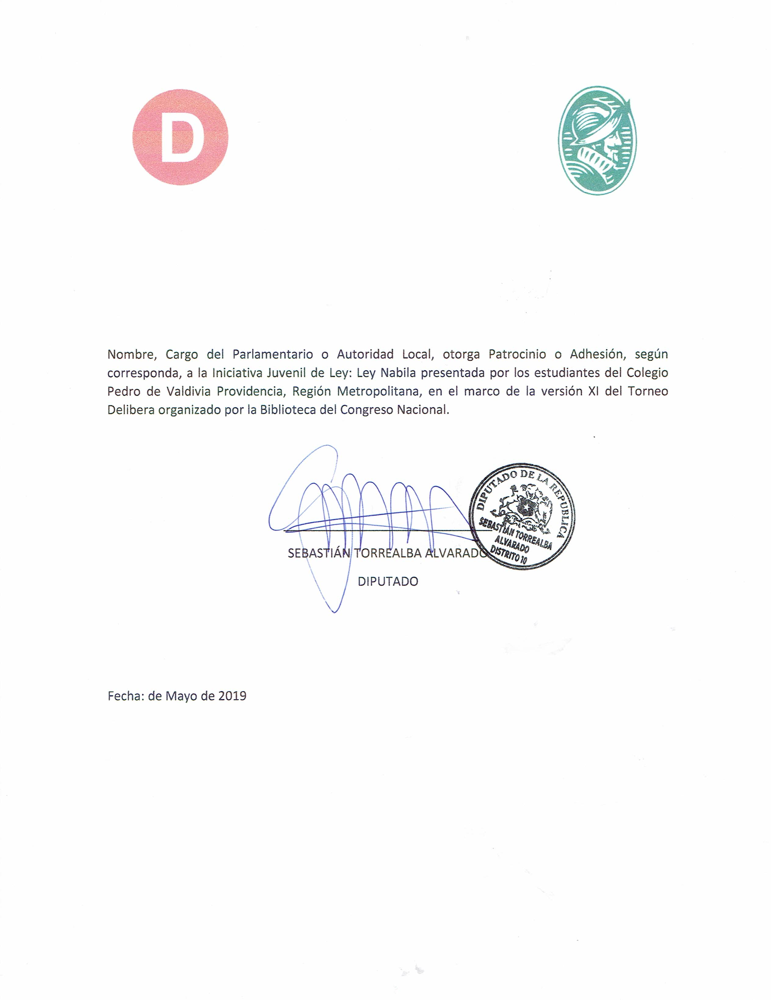 D
Nombre, Cargo del Parlamentario o Autoridad Local, otorga Patrocinio o Adhesión, según
corresponda, a la Iniciativa Juvenil de Ley: Ley Nabila presentada por los estudiantes del Colegio
Pedro de Valdivia Providencia, Región Metropolitana, en el marco de la versión XI del Torneo
Delibera organizado por la Biblioteca del Congreso Nacional.
DIPUTADO DE LA REPUBLICA
SEBASTIÁN TORREALBA
ALVARADO
DISTRITO 10
SEBASTIÁN TORREALBA ALVARADO
DIPUTADO
Fecha: de Mayo de 2019